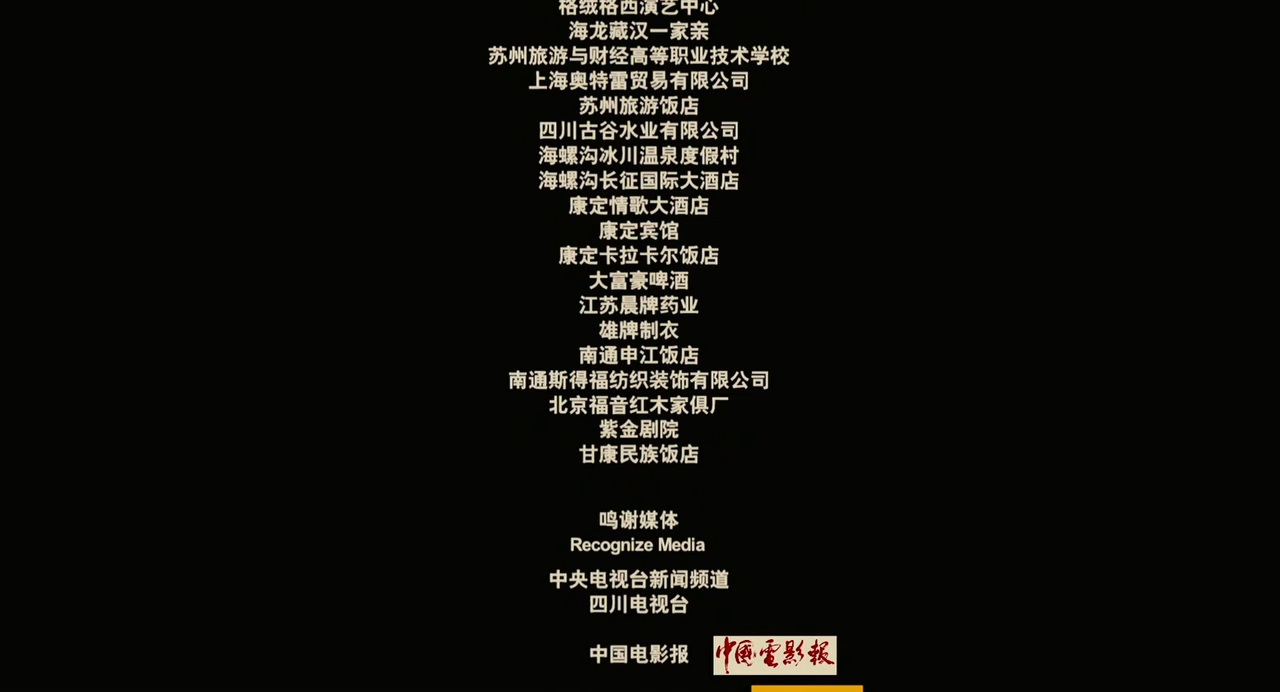 格绒格西演艺中心
海龙藏汉一家亲
苏州旅游与财经高等职业技术学校
上海奥特雷贸易有限公司
苏州旅游饭店
四川古谷水业有限公司
海螺沟冰川温泉度假村
海螺沟长征国际大酒店
康定情歌大酒店
康定宾馆
康定卡拉卡尔饭店
大富豪啤酒
江苏晨牌药业
雄牌制衣
南通申江饭店
南通斯得福纺织装饰有限公司
北京福音红木家俱厂
紫金剧院
甘康民族饭店
鸣谢媒体
Recognize Media
中央电视台新闻频道
四川电视台
中国电影报 中國電影報